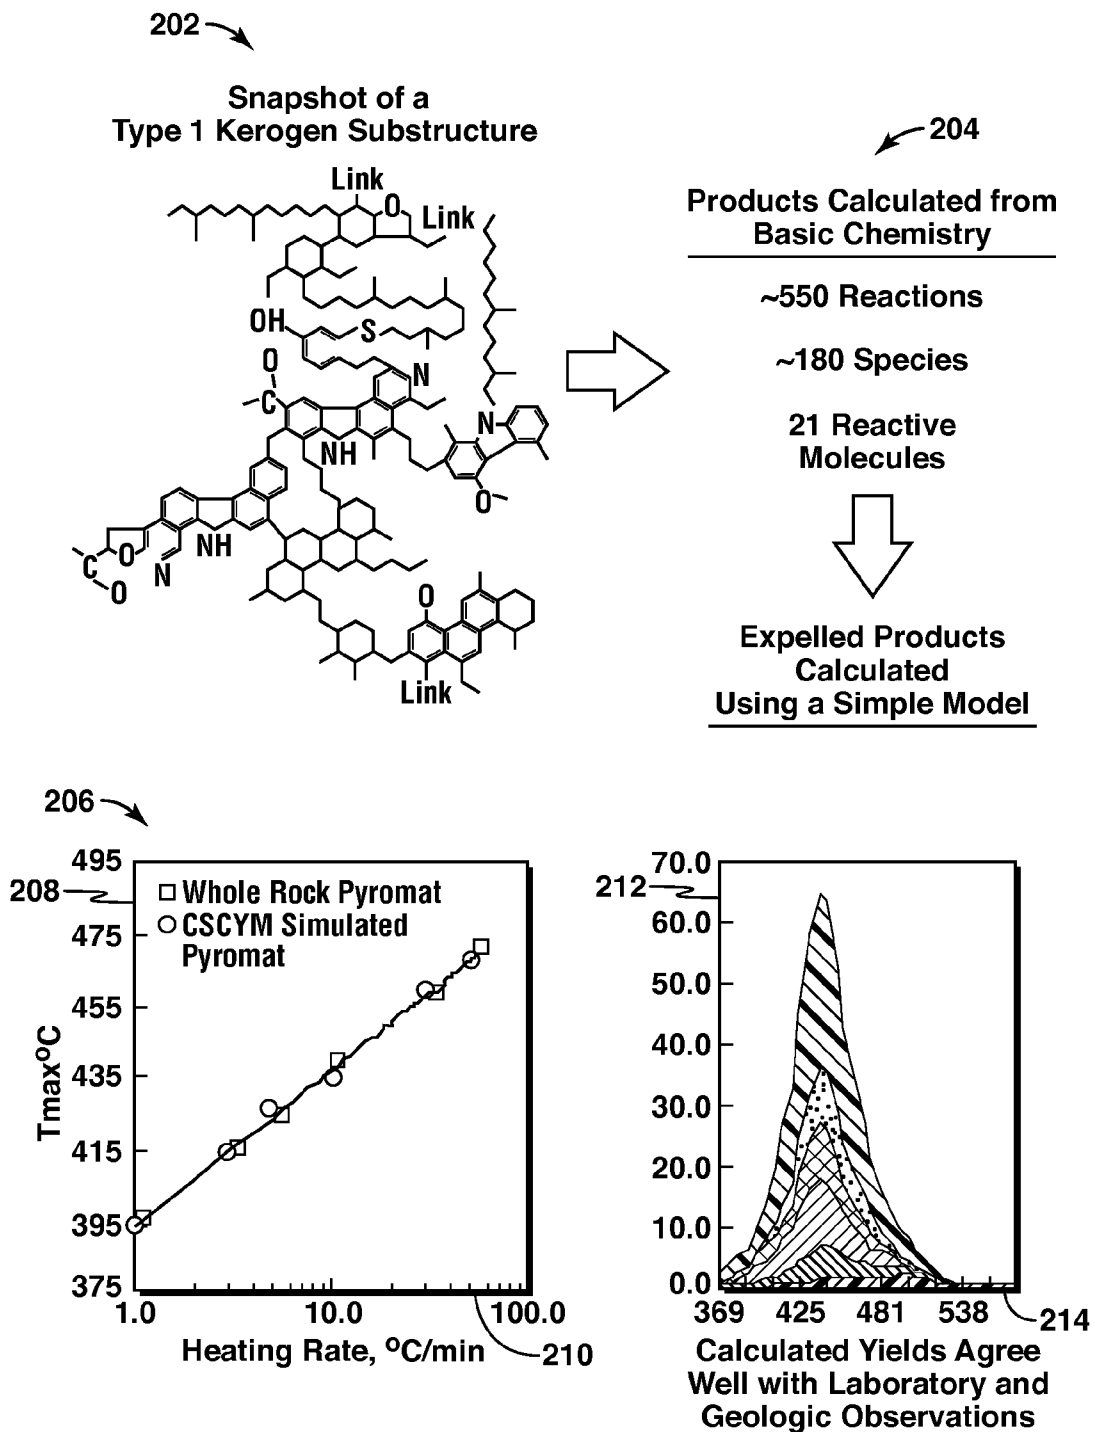 202
Snapshot of a
Type 1 Kerogen Substructure
Link
O
Link
OH
S
O
C
N
N
NH
O
NH
O
C
N
O
O
Link
204
Products Calculated from
Basic Chemistry
~550 Reactions
~180 Species
21 Reactive
Molecules
Expelled Products
Calculated
Using a Simple Model
206
208
495
475
455
435
415
395
375
Tmax°C
Whole Rock Pyromat
CSCYM Simulated
Pyromat
1.0
10.0
100.0
Heating Rate, °C/min
210
212
70.0
60.0
50.0
40.0
30.0
20.0
10.0
0.0
369
425
481
538
214
Calculated Yields Agree
Well with Laboratory and
Geologic Observations